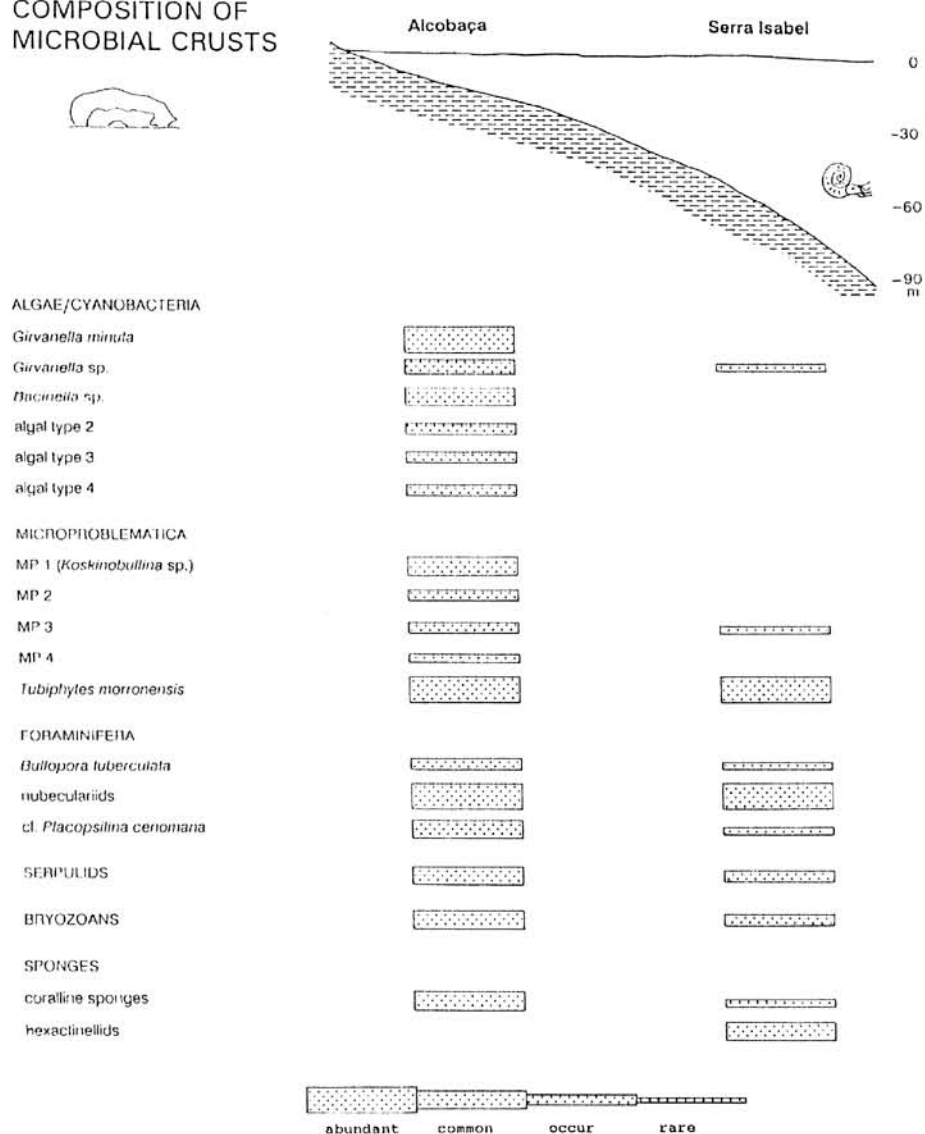 COMPOSITION OF
MICROBIAL CRUSTS
Alcobaça
Serra Isabel
0
-30
-60
-90
m
ALGAE/CYANOBACTERIA
Girvanella minuta
Girvanella sp.
Bacinella sp.
algal type 2
algal type 3
algal type 4
MICROPROBLEMATICA
MP 1 (Koskinobullina sp.)
MP 2
MP 3
MP 4
Tubiphytes morronensis
FORAMINIFERA
Bullopora tuberculata
nubeculariids
cf. Placopsilina cenomana
SERPULIDS
BRYOZOANS
SPONGES
coralline sponges
hexactinellids
abundant common occur rare